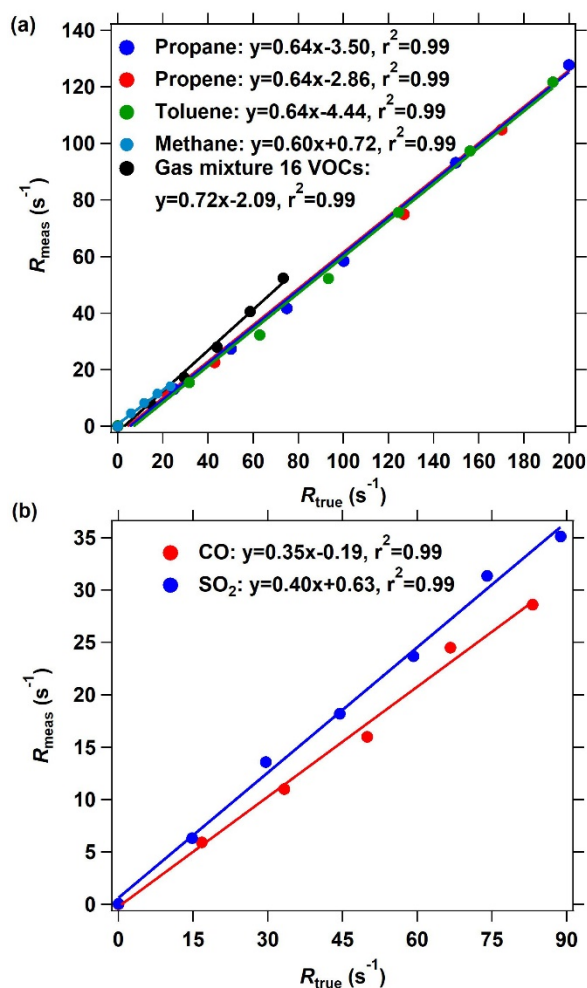 (a)
140
120
100
80
60
40
20
0
R_meas (s⁻¹)
Propane: y=0.64x-3.50, r²=0.99
Propene: y=0.64x-2.86, r²=0.99
Toluene: y=0.64x-4.44, r²=0.99
Methane: y=0.60x+0.72, r²=0.99
Gas mixture 16 VOCs:
y=0.72x-2.09, r²=0.99
0 20 40 60 80 100 120 140 160 180 200
R_true (s⁻¹)
(b)
35
30
25
20
15
10
5
0
R_meas (s⁻¹)
CO: y=0.35x-0.19, r²=0.99
SO₂: y=0.40x+0.63, r²=0.99
0 15 30 45 60 75 90
R_true (s⁻¹)